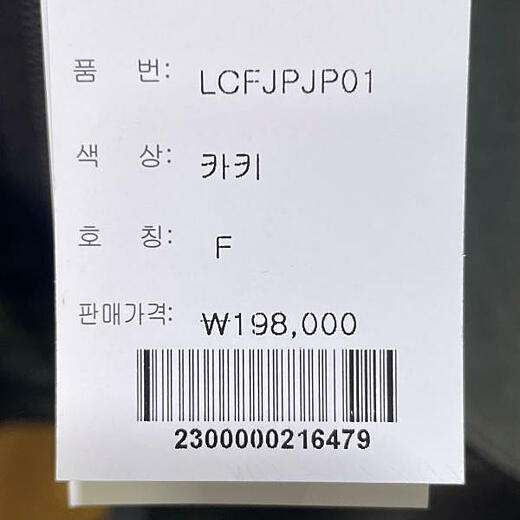 품 번: LCFJPJP01
색 상: 카키
호 칭: F
판매가격: ₩198,000
2300000216479